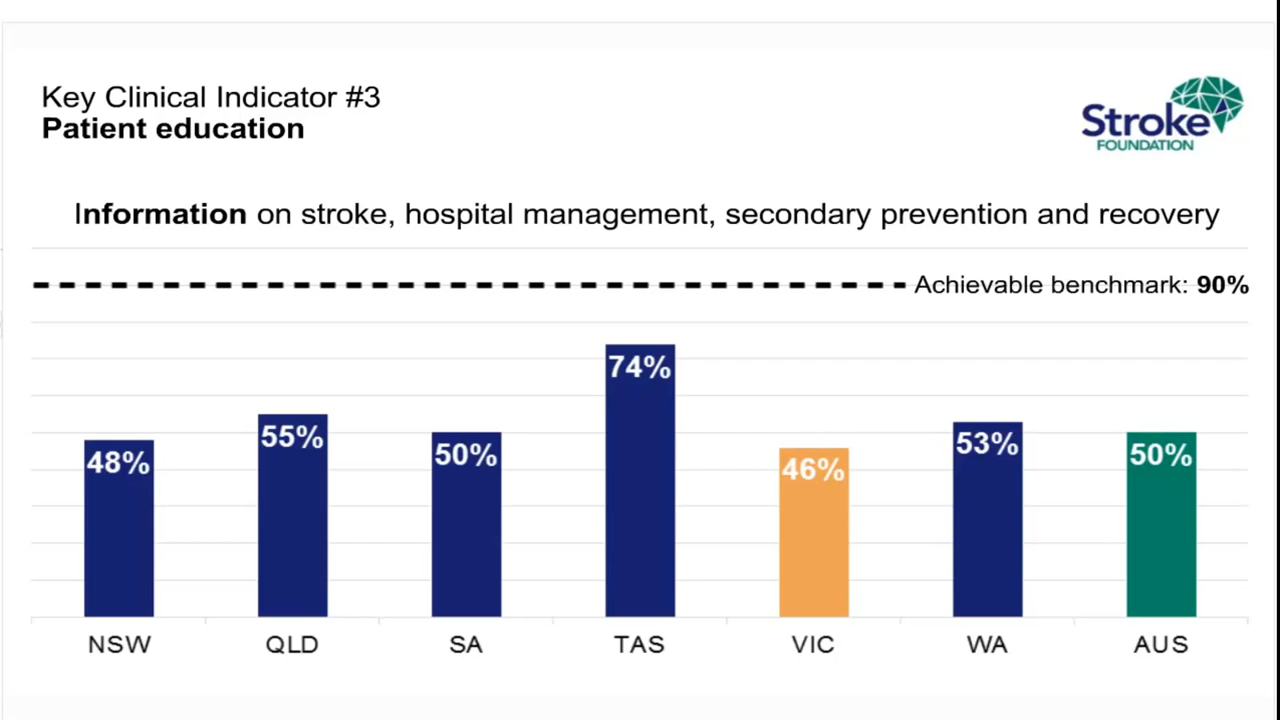 Key Clinical Indicator #3
Patient education
Stroke
FOUNDATION
Information on stroke, hospital management, secondary prevention and recovery
Achievable benchmark: 90%
48%
55%
50%
74%
46%
53%
50%
NSW
QLD
SA
TAS
VIC
WA
AUS